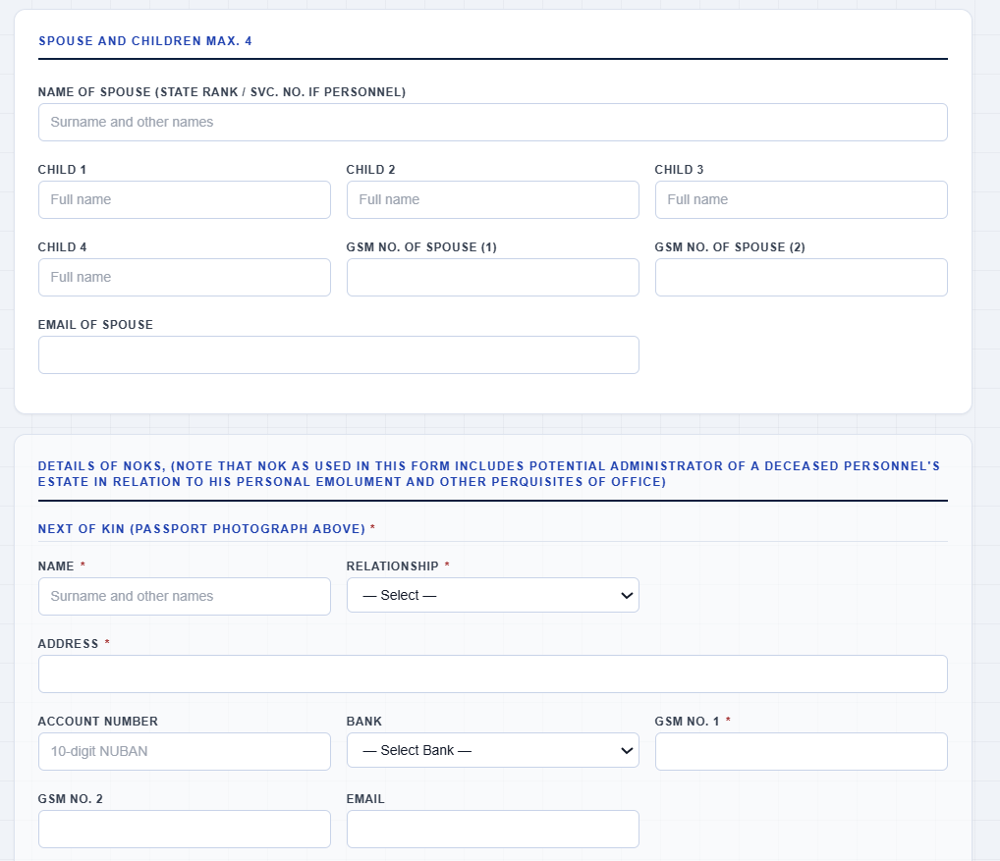 SPOUSE AND CHILDREN MAX. 4
NAME OF SPOUSE (STATE RANK / SVC. NO. IF PERSONNEL)
Surname and other names
CHILD 1
CHILD 2
CHILD 3
Full name
Full name
Full name
CHILD 4
GSM NO. OF SPOUSE (1)
GSM NO. OF SPOUSE (2)
Full name
EMAIL OF SPOUSE
DETAILS OF NOKS, (NOTE THAT NOK AS USED IN THIS FORM INCLUDES POTENTIAL ADMINISTRATOR OF A DECEASED PERSONNEL'S
ESTATE IN RELATION TO HIS PERSONAL EMOLUMENT AND OTHER PERQUISITES OF OFFICE)
NEXT OF KIN (PASSPORT PHOTOGRAPH ABOVE) *
NAME *
RELATIONSHIP *
Surname and other names
— Select —
ADDRESS *
ACCOUNT NUMBER
BANK
GSM NO. 1 *
10-digit NUBAN
— Select Bank —
GSM NO. 2
EMAIL